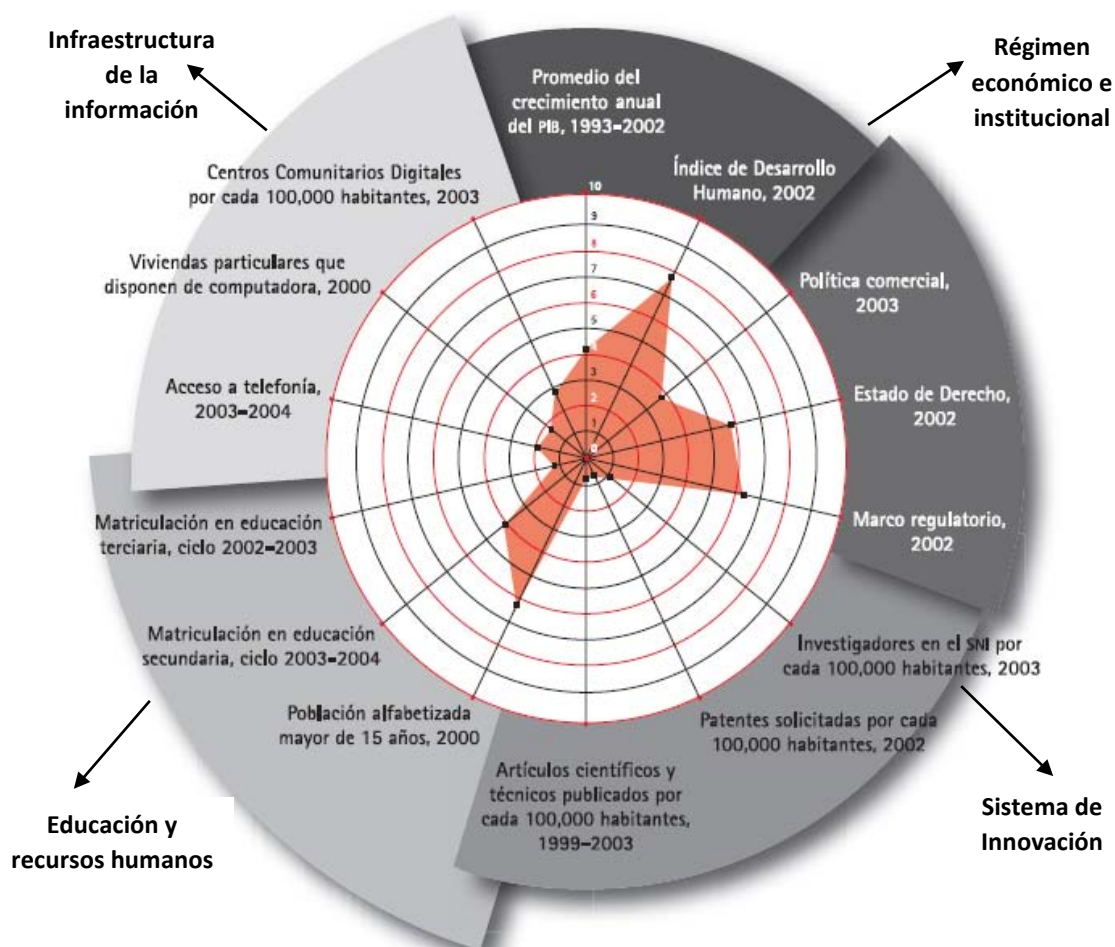 Infraestructura
de la
información
Régimen
económico e
institucional
Promedio del
crecimiento anual
del PIB, 1993–2002
Índice de Desarrollo
Humano, 2002
Política comercial,
2003
Estado de Derecho,
2002
Marco regulatorio,
2002
Investigadores en el SNI por
cada 100,000 habitantes, 2003
Patentes solicitadas por cada
100,000 habitantes, 2002
Artículos científicos y
técnicos publicados por
cada 100,000 habitantes,
1999–2003
Población alfabetizada
mayor de 15 años, 2000
Matriculación en educación
secundaria, ciclo 2003–2004
Matriculación en educación
terciaria, ciclo 2002–2003
Acceso a telefonía,
2003–2004
Viviendas particulares que
disponen de computadora, 2000
Centros Comunitarios Digitales
por cada 100,000 habitantes, 2003
10
9
8
7
6
5
4
3
2
1
0
Educación y
recursos humanos
Sistema de
Innovación